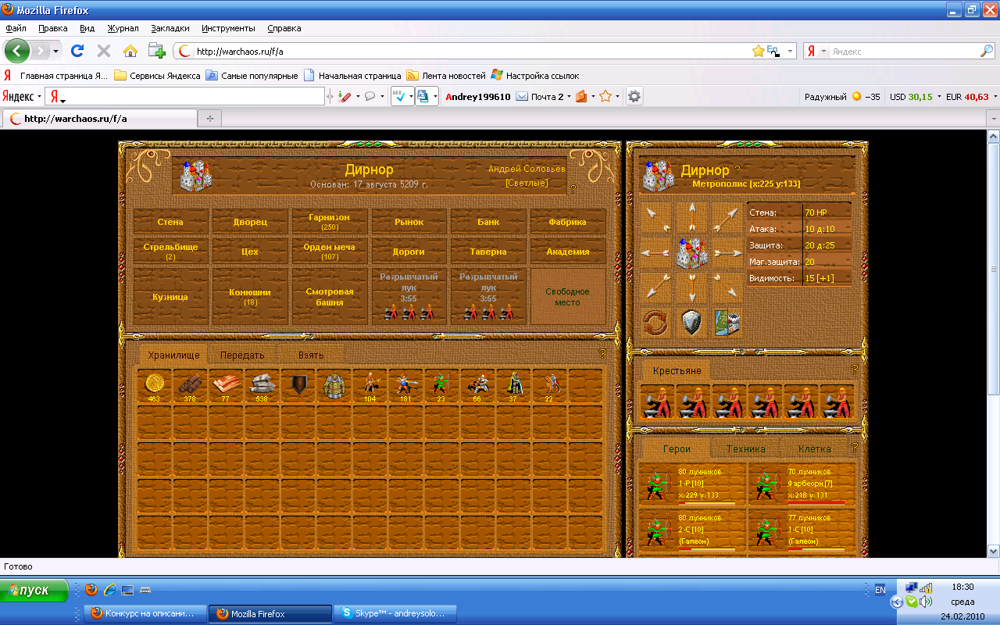 Mozilla Firefox
Файл Правка Вид Журнал Закладки Инструменты Справка
http://warchaos.ru/f/a
Яндекс
Главная страница Я... Сервисы Яндекса Самые популярные Начальная страница Лента новостей Настройка ссылок
Яндекс Я Andrey199610 Почта 2 Радужный -35 USD 30,15 EUR 40,63
http://warchaos.ru/f/a
Дирнор
Андрей Соловьев
Основан: 17 августа 5209 г.
[Светлые]
Стена Дворец Гарнизон (250) Рынок Банк Фабрика
Стрельбище (2) Цех Орден меча (107) Дороги Таверна Академия
Кузница Конюшни (18) Смотровая башня Разрывчатый лук 3:55 Разрывчатый лук 3:55 Свободное место
Хранилище Передать Взять ?
463 378 77 538 104 181 23 66 37 22
Дирнор ?
Метрополис [x:225 y:133]
Стена: 70 HP
Атака: 10 д:10
Защита: 20 д:25
Маг.защита: 20
Видимость: 15 [+1]
Крестьяне ?
Герои Техника Клетка ?
80 лучников
1-Р [10]
x:229 y:133
70 лучников
Фарбеорн [7]
x:218 y:131
80 лучников
2-С [10]
(Галеон)
77 лучников
1-С [10]
(Галеон)
Готово
пуск
EN
18:30
среда
24.02.2010
Конкурс на описани... Mozilla Firefox Skype™ - andreysolo...